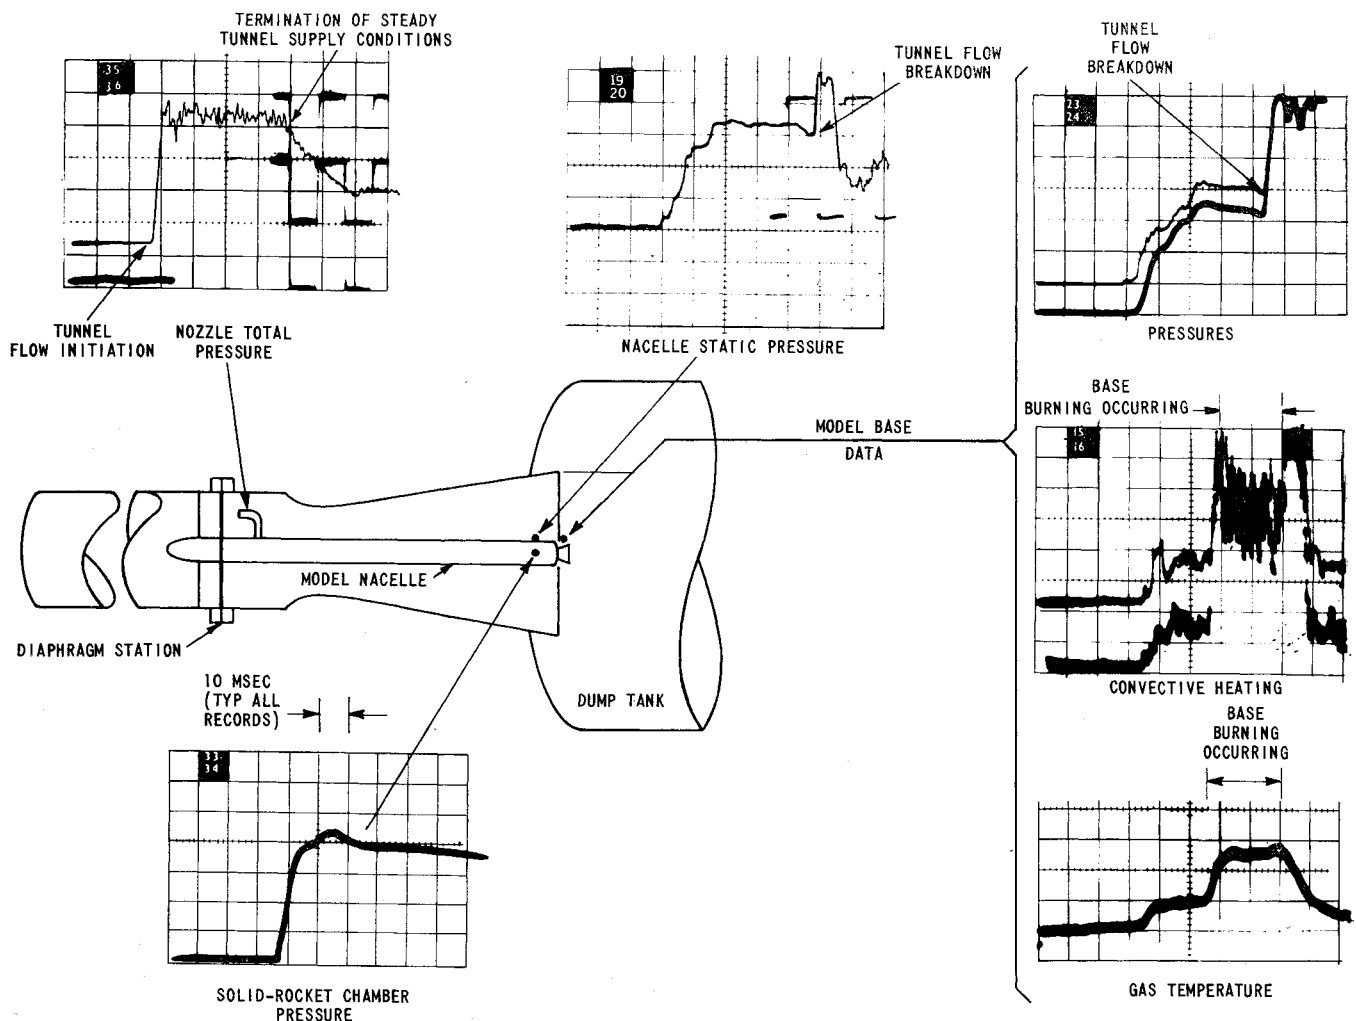 TERMINATION OF STEADY
TUNNEL SUPPLY CONDITIONS
35
36
TUNNEL
FLOW INITIATION
NOZZLE TOTAL
PRESSURE
19
20
TUNNEL FLOW
BREAKDOWN
NACELLE STATIC PRESSURE
TUNNEL
FLOW
BREAKDOWN
23
24
PRESSURES
BASE
BURNING OCCURRING
15
16
CONVECTIVE HEATING
MODEL BASE
DATA
MODEL NACELLE
DIAPHRAGM STATION
DUMP TANK
10 MSEC
(TYP ALL
RECORDS)
33
34
SOLID-ROCKET CHAMBER
PRESSURE
BASE
BURNING
OCCURRING
GAS TEMPERATURE